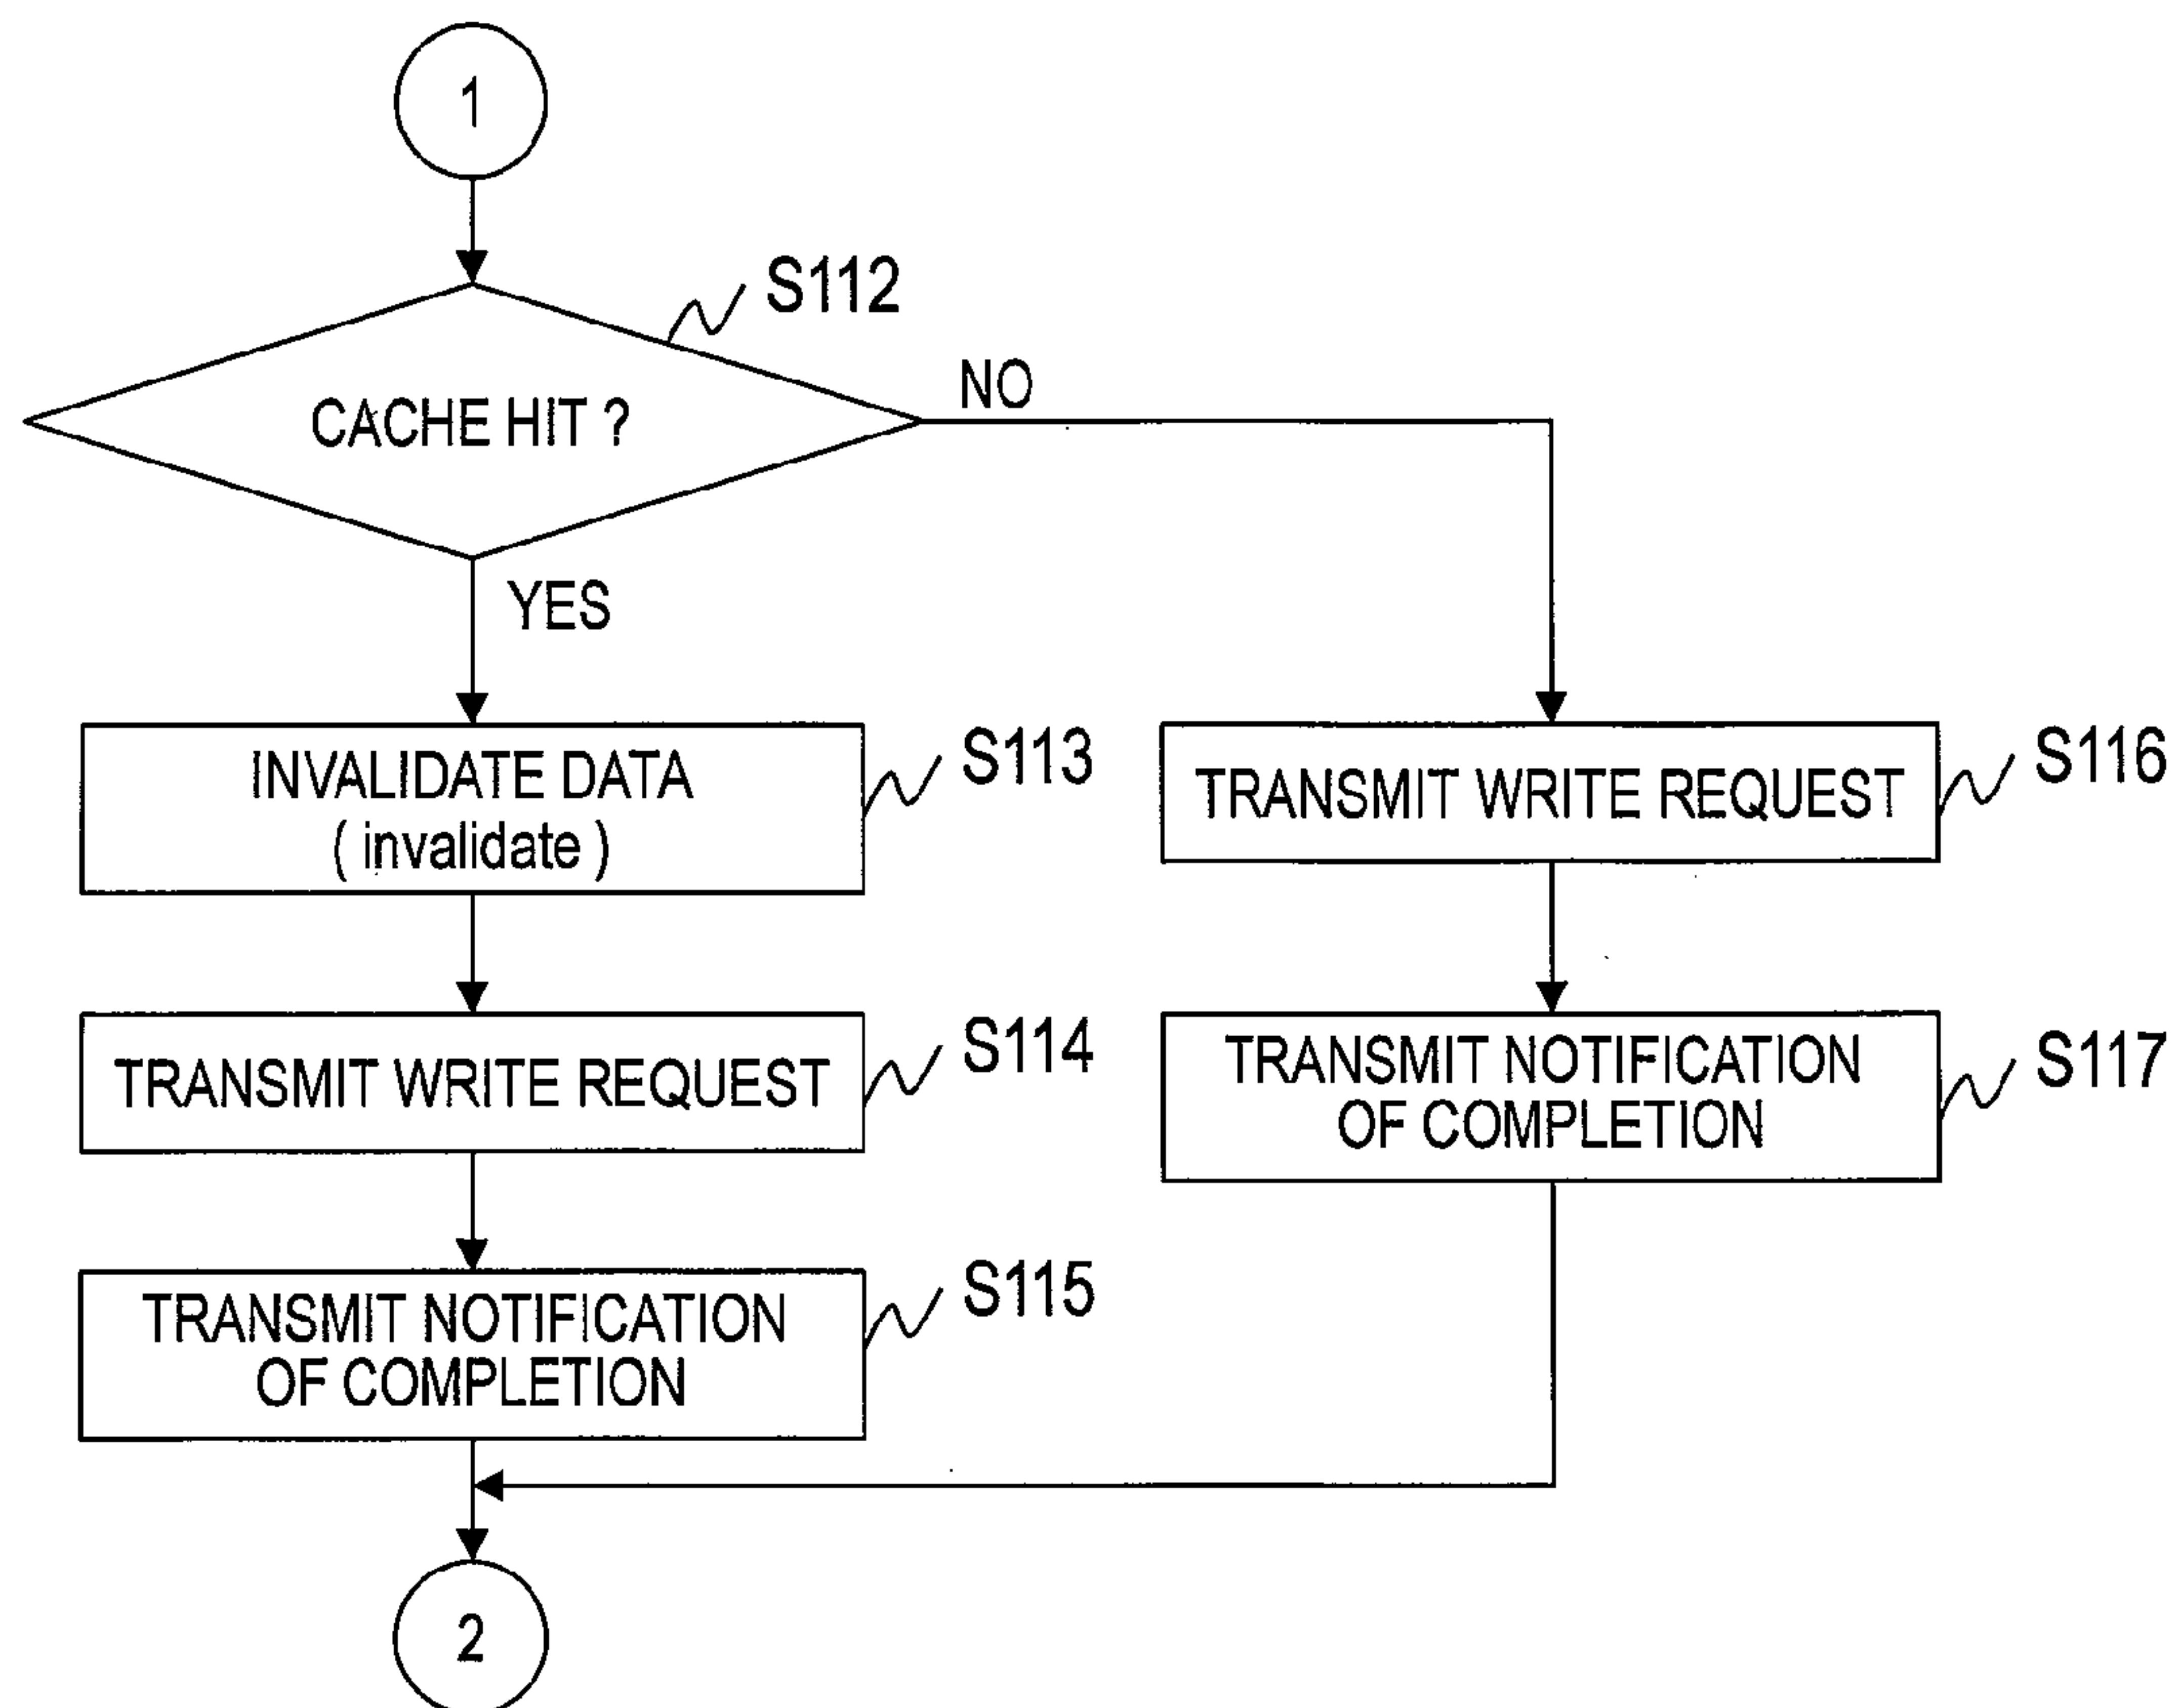 1
S112
CACHE HIT ?
NO
YES
INVALIDATE DATA
( invalidate )
S113
TRANSMIT WRITE REQUEST
S116
TRANSMIT WRITE REQUEST
S114
TRANSMIT NOTIFICATION
OF COMPLETION
S117
TRANSMIT NOTIFICATION
OF COMPLETION
S115
2